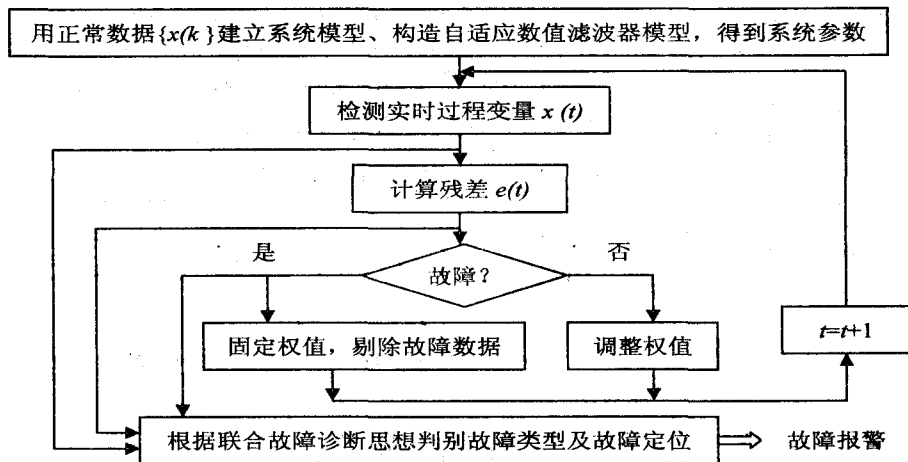 用正常数据{x(k }建立系统模型、构造自适应数值滤波器模型，得到系统参数
检测实时过程变量 x (t)
计算残差 e(t)
是
否
故障？
固定权值，剔除故障数据
调整权值
t=t+1
根据联合故障诊断思想判别故障类型及故障定位
故障报警